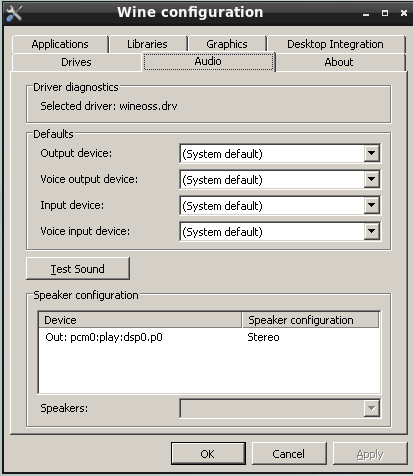 Wine configuration
Applications Libraries Graphics Desktop Integration
Drives Audio About
Driver diagnostics
Selected driver: wineoss.drv
Defaults
Output device: (System default)
Voice output device: (System default)
Input device: (System default)
Voice input device: (System default)
Test Sound
Speaker configuration
Device Speaker configuration
Out: pcm0:play:dsp0.p0 Stereo
Speakers:
OK Cancel Apply